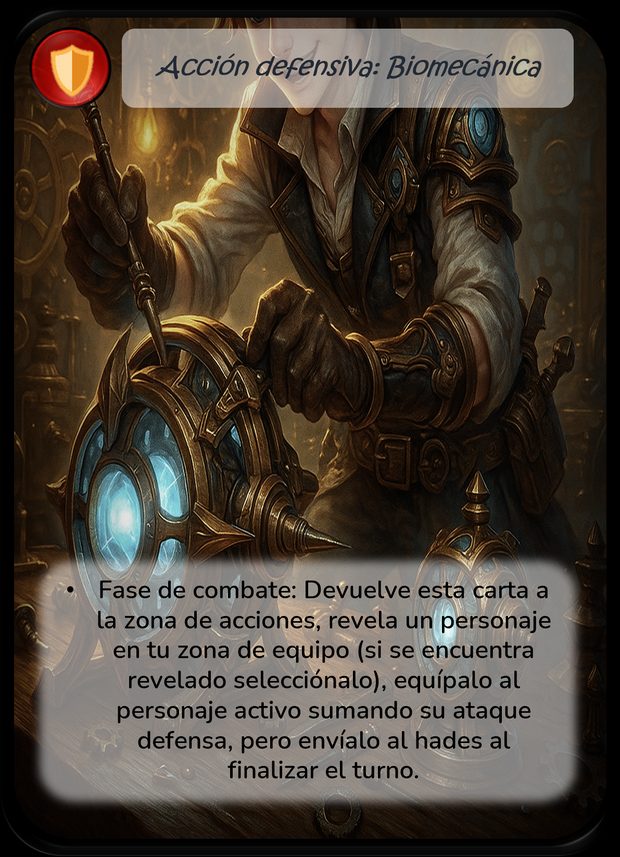 Acción defensiva: Biomecánica
• Fase de combate: Devuelve esta carta a
la zona de acciones, revela un personaje
en tu zona de equipo (si se encuentra
revelado selecciónalo), equípalo al
personaje activo sumando su ataque
defensa, pero envíalo al hades al
finalizar el turno.